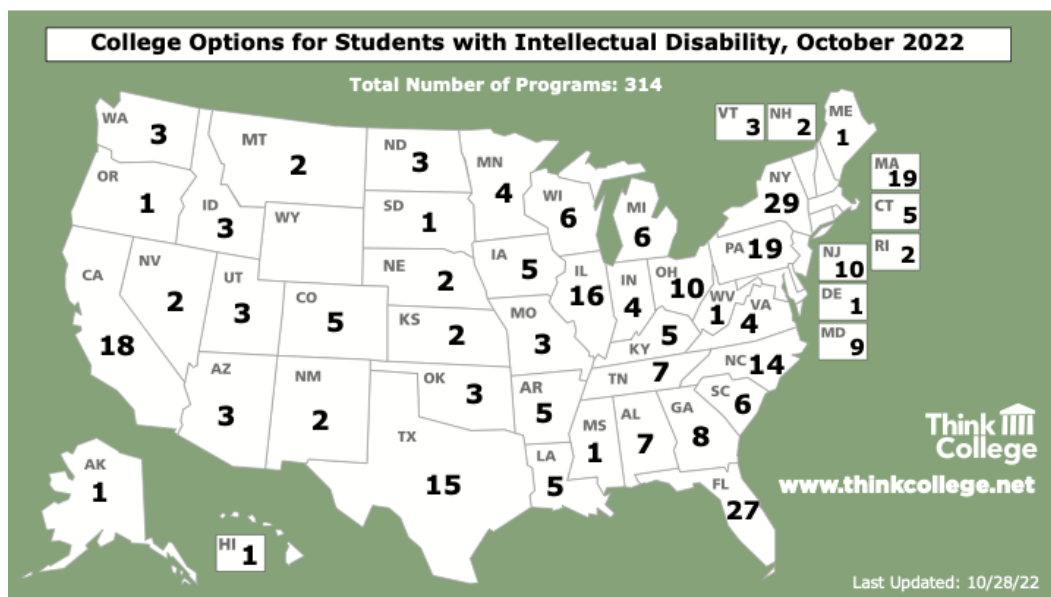 College Options for Students with Intellectual Disability, October 2022
Total Number of Programs: 314
WA 3
MT 2
ND 3
MN 4
VT 3
NH 2
ME 1
OR 1
ID 3
WY
SD 1
WI 6
MI 6
NY 29
MA 19
CT 5
RI 2
NV 2
UT 3
CA 18
CO 5
NE 2
IA 5
IL 16
IN 4
OH 10
PA 19
NJ 10
DE 1
MD 9
KS 2
MO 3
KY 5
WV 1
VA 4
AZ 3
NM 2
OK 3
AR 5
TN 7
NC 14
SC 6
TX 15
LA 5
MS 1
AL 7
GA 8
FL 27
AK 1
HI 1
Think
College
www.thinkcollege.net
Last Updated: 10/28/22